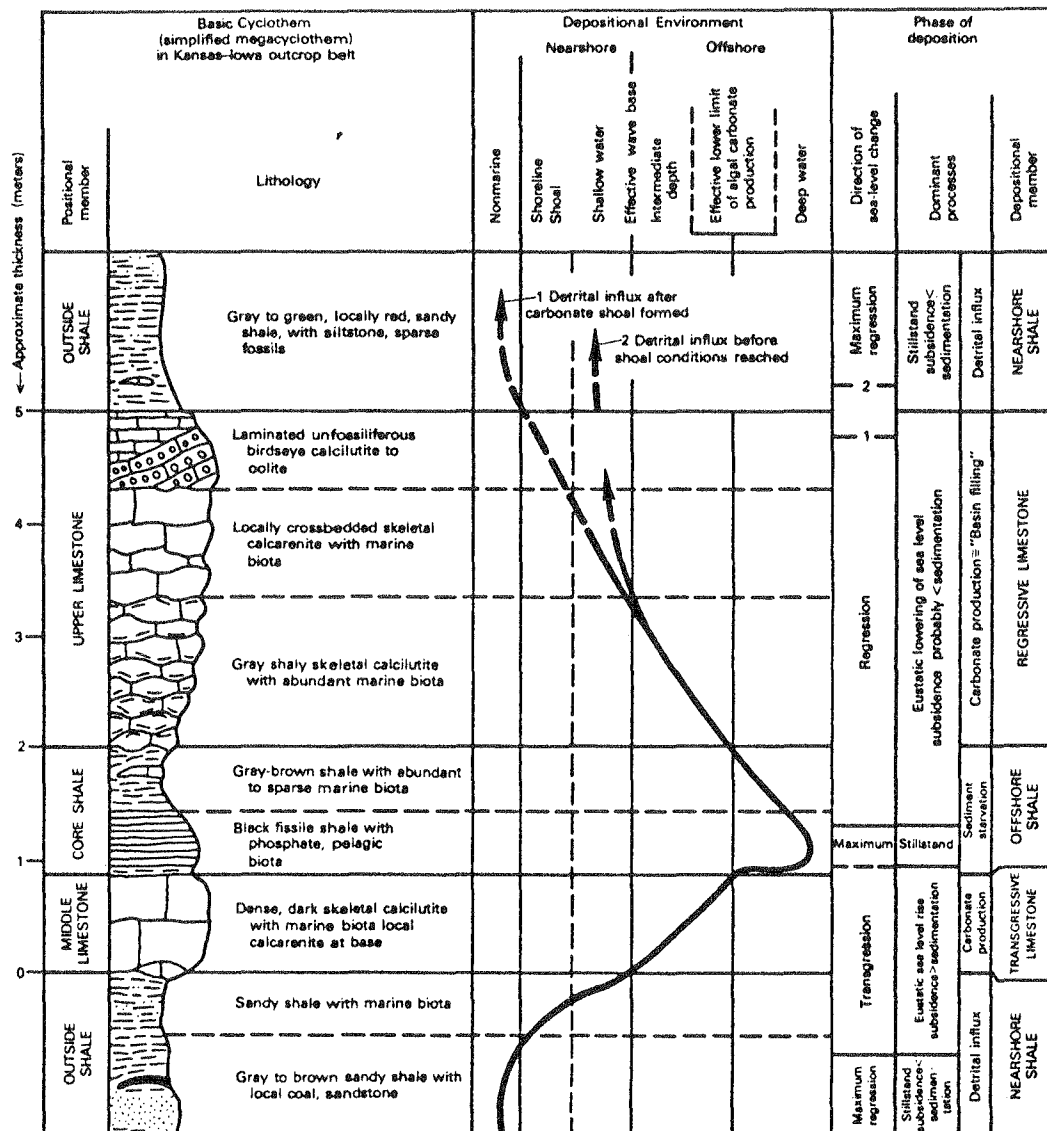 Basic Cyclothem
(simplified megacyclothem)
in Kansas-Iowa outcrop belt
Depositional Environment
Nearshore
Offshore
Phase of
deposition
← Approximate thickness (meters)
Positional
member
Lithology
Nonmarine
Shoreline
Shoal
Shallow water
Effective wave base
Intermediate
depth
Effective lower limit
of algal carbonate
production
Deep water
Direction of
sea-level change
Dominant
processes
Depositional
member
OUTSIDE
SHALE
Gray to green, locally red, sandy
shale, with siltstone, sparse
fossils
1 Detrital influx after
carbonate shoal formed
2 Detrital influx before
shoal conditions reached
Maximum
regression
2
Stillstand
subsidence<
sedimentation
Detrital influx
NEARSHORE
SHALE
5
UPPER LIMESTONE
Laminated unfossiliferous
birdseye calcilutite to
oolite
1
4
Locally crossbedded skeletal
calcarenite with marine
biota
3
Gray shaly skeletal calcilutite
with abundant marine biota
Regression
Eustatic lowering of sea level
subsidence probably <sedimentation
Carbonate production≅"Basin filling"
REGRESSIVE LIMESTONE
2
CORE SHALE
Gray-brown shale with abundant
to sparse marine biota
Black fissile shale with
phosphate, pelagic
biota
Maximum
Stillstand
Sediment
starvation
OFFSHORE
SHALE
1
MIDDLE
LIMESTONE
Dense, dark skeletal calcilutite
with marine biota local
calcarenite at base
Transgression
Eustatic sea level rise
subsidence>sedimentation
Carbonate
production
TRANSGRESSIVE
LIMESTONE
0
OUTSIDE
SHALE
Sandy shale with marine biota
Gray to brown sandy shale with
local coal, sandstone
Maximum
regression
Stillstand
subsidence<
sedimen-
tation
Detrital influx
NEARSHORE
SHALE